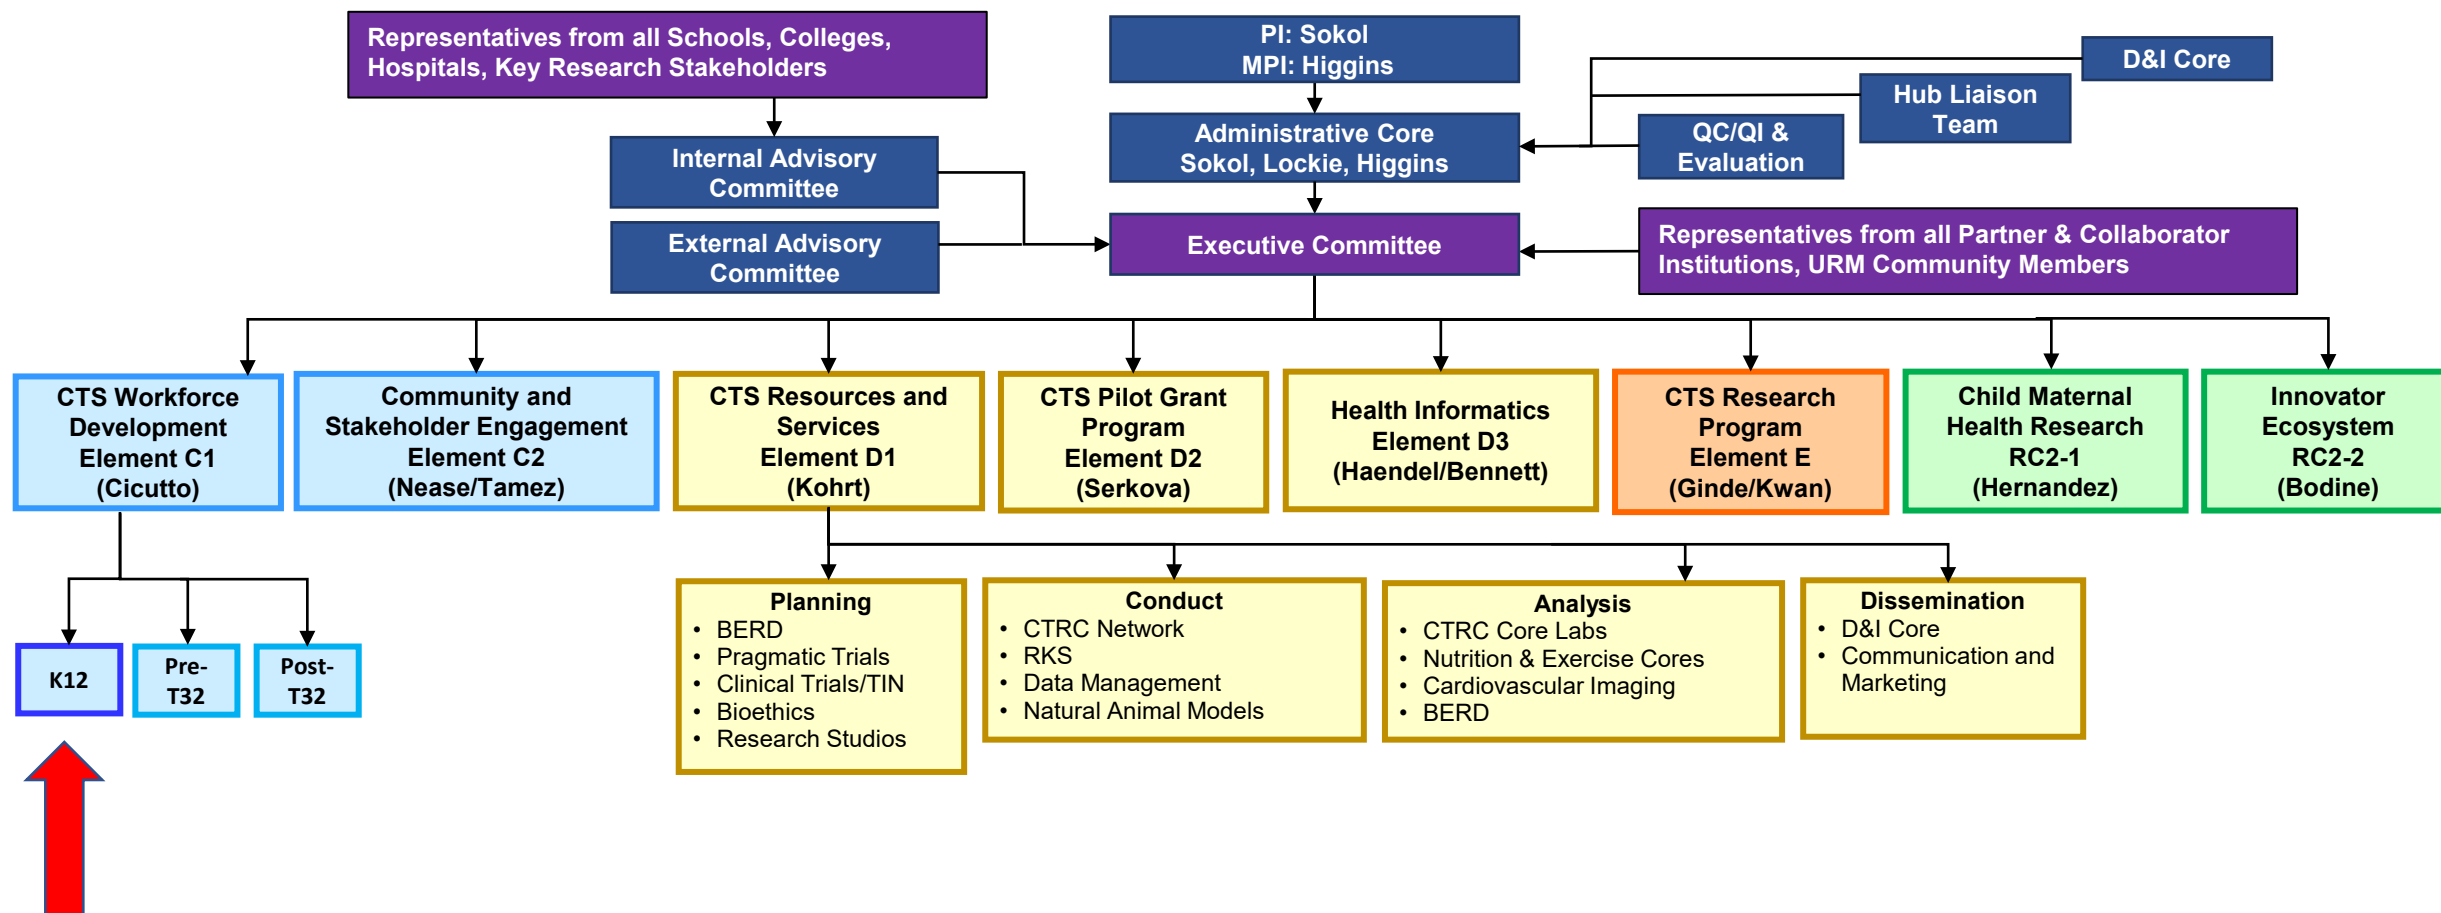 Representatives from all Schools, Colleges,
Hospitals, Key Research Stakeholders
PI: Sokol
MPI: Higgins
D&I Core
Hub Liaison
Team
QC/QI &
Evaluation
Administrative Core
Sokol, Lockie, Higgins
Internal Advisory
Committee
External Advisory
Committee
Executive Committee
Representatives from all Partner & Collaborator
Institutions, URM Community Members
CTS Workforce
Development
Element C1
(Cicutto)
Community and
Stakeholder Engagement
Element C2
(Nease/Tamez)
CTS Resources and
Services
Element D1
(Kohrt)
CTS Pilot Grant
Program
Element D2
(Serkova)
Health Informatics
Element D3
(Haendel/Bennett)
CTS Research
Program
Element E
(Ginde/Kwan)
Child Maternal
Health Research
RC2-1
(Hernandez)
Innovator
Ecosystem
RC2-2
(Bodine)
K12
Pre-
T32
Post-
T32
Planning
• BERD
• Pragmatic Trials
• Clinical Trials/TIN
• Bioethics
• Research Studios
Conduct
• CTRC Network
• RKS
• Data Management
• Natural Animal Models
Analysis
• CTRC Core Labs
• Nutrition & Exercise Cores
• Cardiovascular Imaging
• BERD
Dissemination
• D&I Core
• Communication and
Marketing